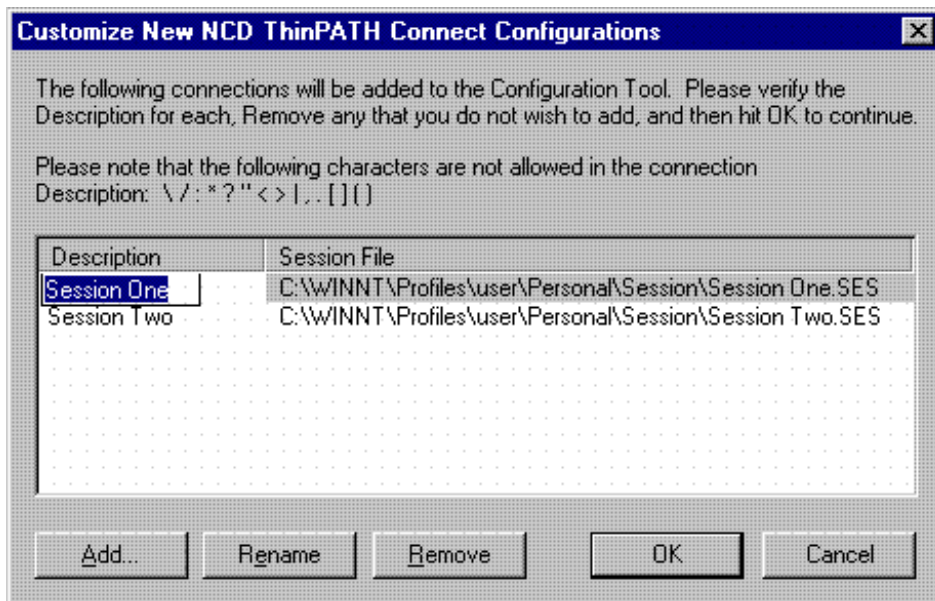 Customize New NCD ThinPATH Connect Configurations
The following connections will be added to the Configuration Tool. Please verify the
Description for each, Remove any that you do not wish to add, and then hit OK to continue.
Please note that the following characters are not allowed in the connection
Description: \ / : * ? " < > | , . [ ] ( )
Description Session File
Session One C:\WINNT\Profiles\user\Personal\Session\Session One.SES
Session Two C:\WINNT\Profiles\user\Personal\Session\Session Two.SES
Add... Rename Remove OK Cancel